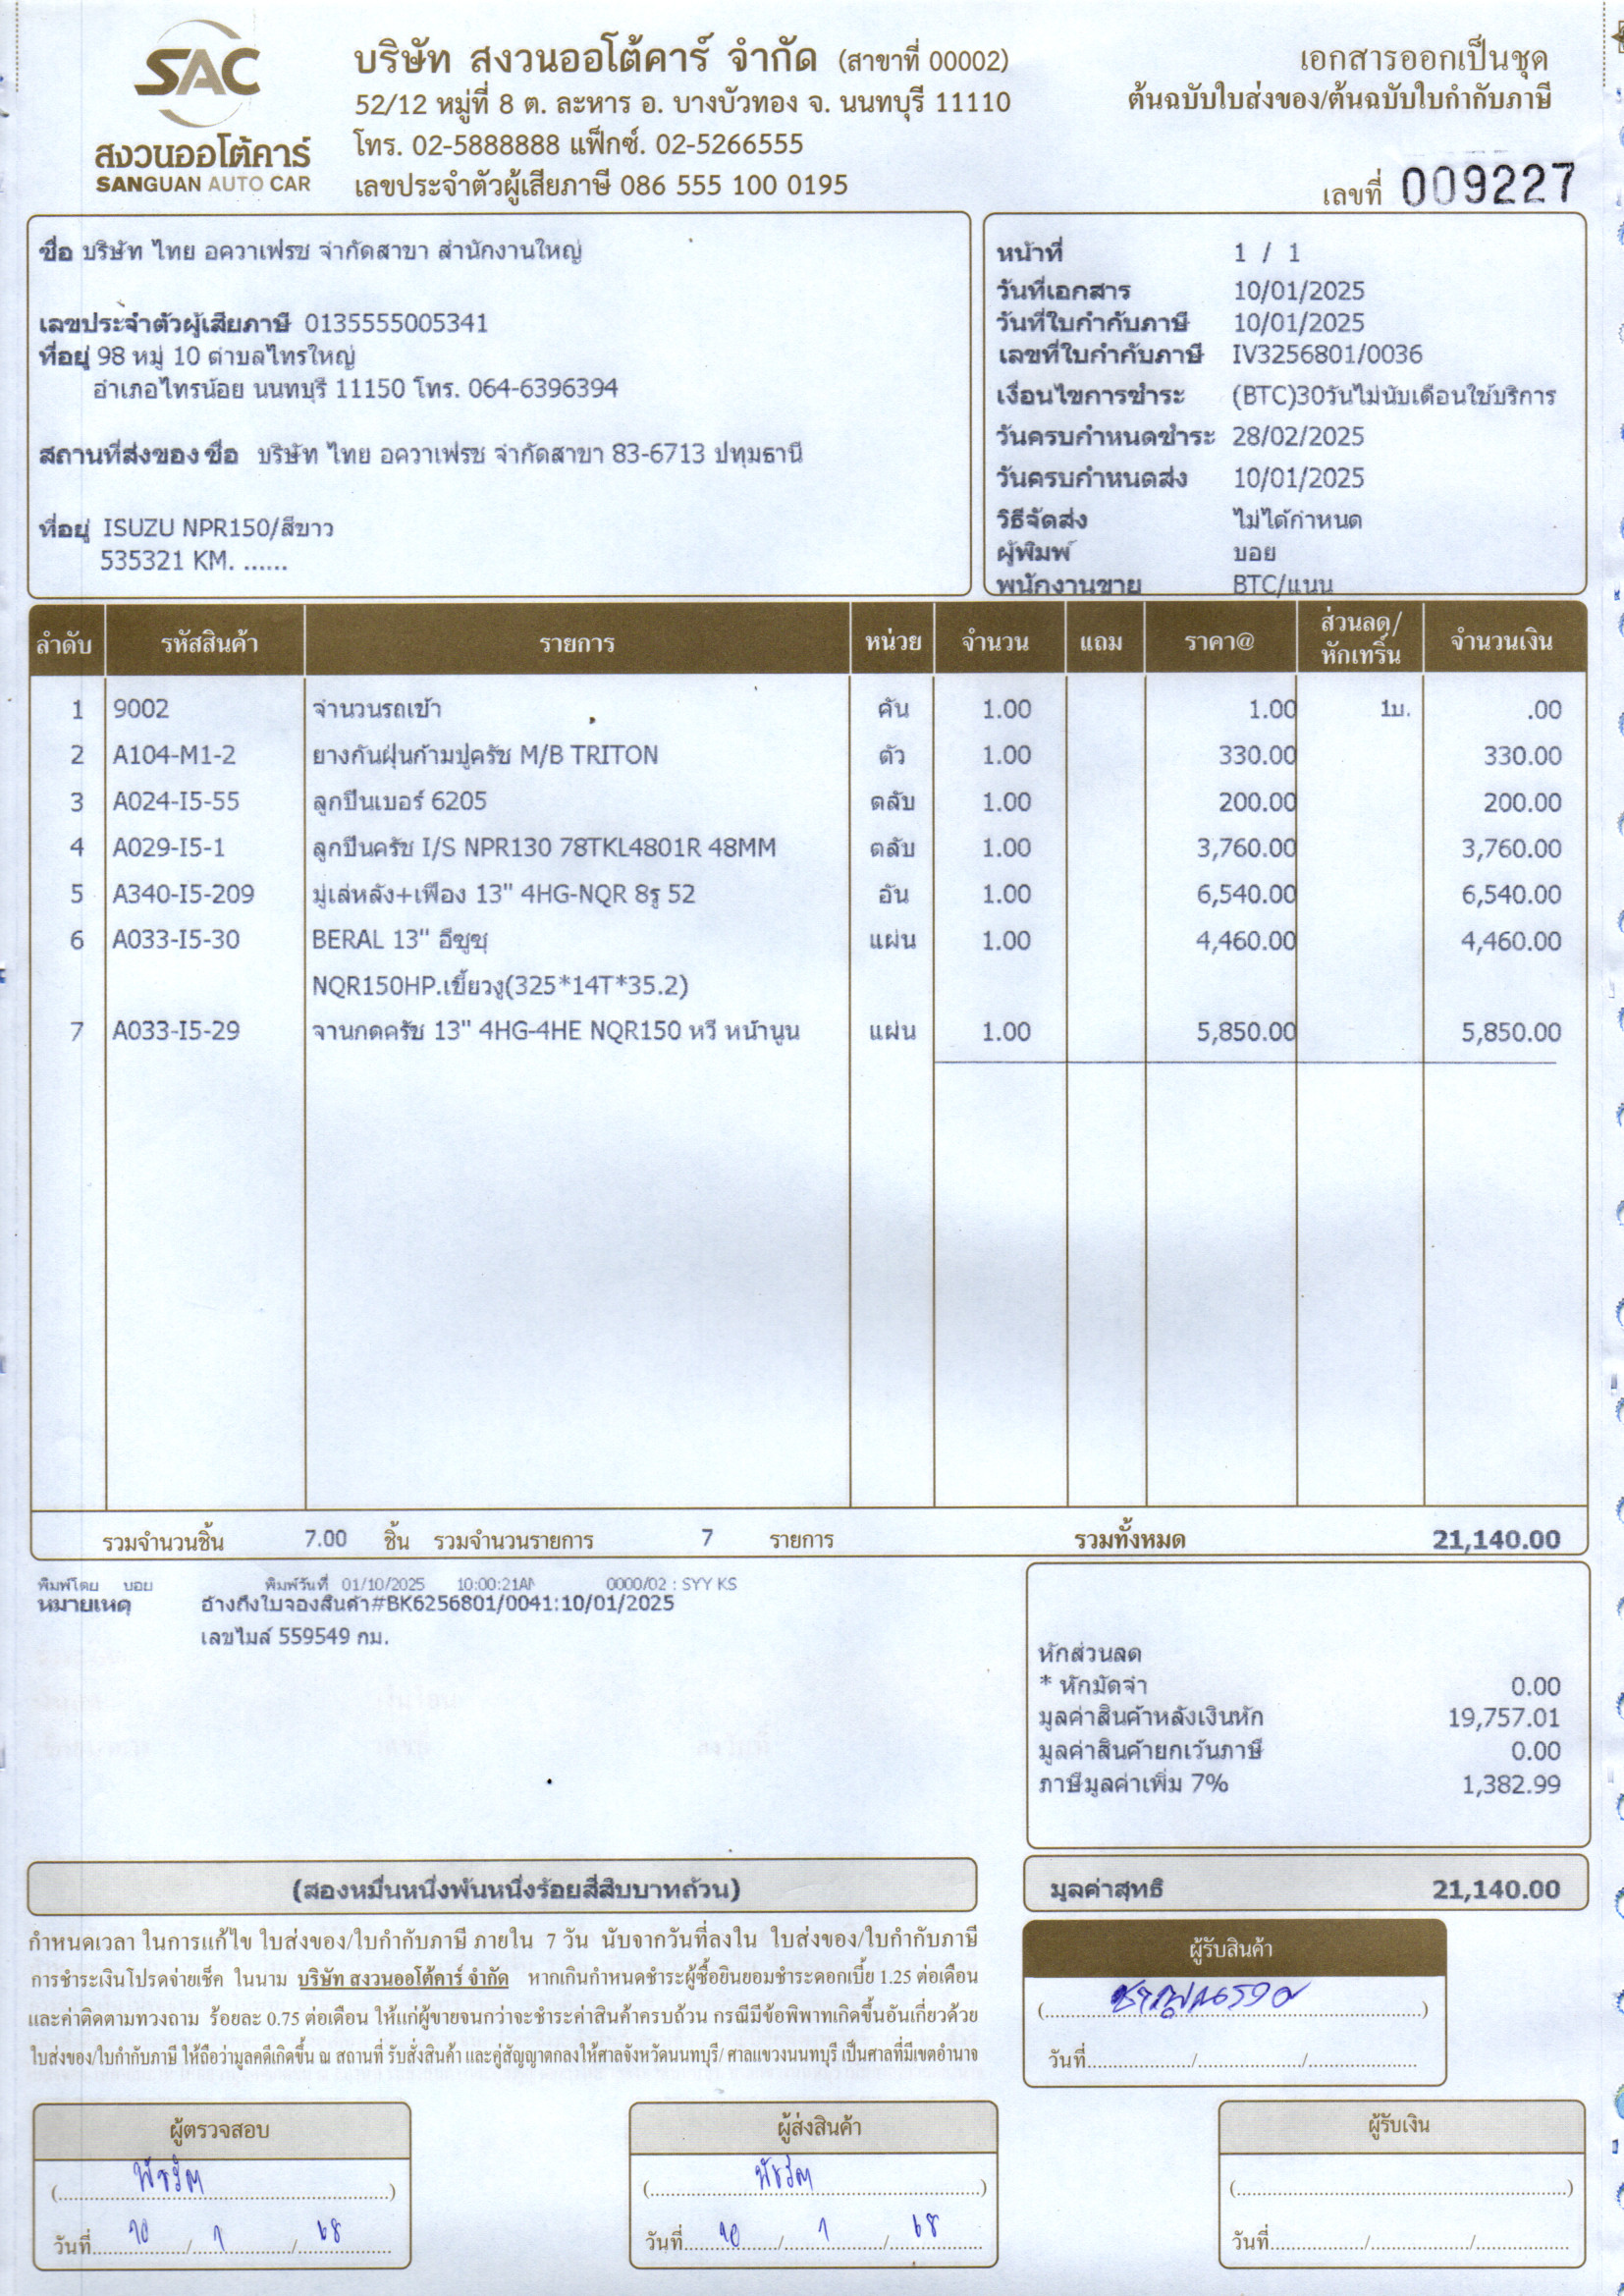 SAC
สงวนออโต้คาร์
SANGUAN AUTO CAR
บริษัท สงวนออโต้คาร์ จำกัด (สาขาที่ 00002)
52/12 หมู่ที่ 8 ต. ละหาร อ. บางบัวทอง จ. นนทบุรี 11110
โทร. 02-5888888 แฟ็กซ์. 02-5266555
เลขประจำตัวผู้เสียภาษี 086 555 100 0195
เอกสารออกเป็นชุด
ต้นฉบับใบส่งของ/ต้นฉบับใบกำกับภาษี
เลขที่ 009227
ชื่อ บริษัท ไทย อควาเฟรช จำกัดสาขา สำนักงานใหญ่
เลขประจำตัวผู้เสียภาษี 0135555005341
ที่อยู่ 98 หมู่ 10 ตำบลไทรใหญ่
อำเภอไทรน้อย นนทบุรี 11150 โทร. 064-6396394
สถานที่ส่งของ ชื่อ บริษัท ไทย อควาเฟรช จำกัดสาขา 83-6713 ปทุมธานี
ที่อยู่ ISUZU NPR150/สีขาว
535321 KM. ......
หน้าที่ 1 / 1
วันที่เอกสาร 10/01/2025
วันที่ใบกำกับภาษี 10/01/2025
เลขที่ใบกำกับภาษี IV3256801/0036
เงื่อนไขการชำระ (BTC)30วันไม่นับเดือนใช้บริการ
วันครบกำหนดชำระ 28/02/2025
วันครบกำหนดส่ง 10/01/2025
วิธีจัดส่ง ไม่ได้กำหนด
ผู้พิมพ์ บอย
พนักงานขาย BTC/แนน
ลำดับ รหัสสินค้า รายการ หน่วย จำนวน แถม ราคา@ ส่วนลด/หักเทริ์น จำนวนเงิน
1 9002 จำนวนรถเข้า คัน 1.00 1.00 1บ. .00
2 A104-M1-2 ยางกันฝุ่นก้ามปูครัช M/B TRITON ตัว 1.00 330.00 330.00
3 A024-I5-55 ลูกปืนเบอร์ 6205 ตลับ 1.00 200.00 200.00
4 A029-I5-1 ลูกปืนครัช I/S NPR130 78TKL4801R 48MM ตลับ 1.00 3,760.00 3,760.00
5 A340-I5-209 มู่เล่หลัง+เฟือง 13" 4HG-NQR 8รู 52 อัน 1.00 6,540.00 6,540.00
6 A033-I5-30 BERAL 13" อีซูซุ แผ่น 1.00 4,460.00 4,460.00
NQR150HP.เขี้ยวงู(325*14T*35.2)
7 A033-I5-29 จานกดครัช 13" 4HG-4HE NQR150 หวี หน้านูน แผ่น 1.00 5,850.00 5,850.00
รวมจำนวนชิ้น 7.00 ชิ้น รวมจำนวนรายการ 7 รายการ รวมทั้งหมด 21,140.00
พิมพ์โดย บอย พิมพ์วันที่ 01/10/2025 10:00:21AM 0000/02 : SYY KS
หมายเหตุ อ้างถึงใบจองสินค้า#BK6256801/0041:10/01/2025
เลขไมล์ 559549 กม.
หักส่วนลด
* หักมัดจำ 0.00
มูลค่าสินค้าหลังเงินหัก 19,757.01
มูลค่าสินค้ายกเว้นภาษี 0.00
ภาษีมูลค่าเพิ่ม 7% 1,382.99
(สองหมื่นหนึ่งพันหนึ่งร้อยสี่สิบบาทถ้วน)
มูลค่าสุทธิ 21,140.00
กำหนดเวลา ในการแก้ไข ใบส่งของ/ใบกำกับภาษี ภายใน 7 วัน นับจากวันที่ลงใน ใบส่งของ/ใบกำกับภาษี
การชำระเงินโปรดจ่ายเช็ค ในนาม บริษัท สงวนออโต้คาร์ จำกัด หากเกินกำหนดชำระผู้ซื้อยินยอมชำระดอกเบี้ย 1.25 ต่อเดือน
และค่าติดตามทวงถาม ร้อยละ 0.75 ต่อเดือน ให้แก่ผู้ขายจนกว่าจะชำระค่าสินค้าครบถ้วน กรณีมีข้อพิพาทเกิดขึ้นอันเกี่ยวด้วย
ใบส่งของ/ใบกำกับภาษี ให้ถือว่ามูลคดีเกิดขึ้น ณ สถานที่ รับสั่งสินค้า และคู่สัญญาตกลงให้ศาลจังหวัดนนทบุรี/ ศาลแขวงนนทบุรี เป็นศาลที่มีเขตอำนาจ
ผู้รับสินค้า
วันที่............/............/............
ผู้ตรวจสอบ
พัชรีต
วันที่ 10 / 1 / 68
ผู้ส่งสินค้า
พัชรีต
วันที่ 10 / 1 / 68
ผู้รับเงิน
วันที่............/............/............